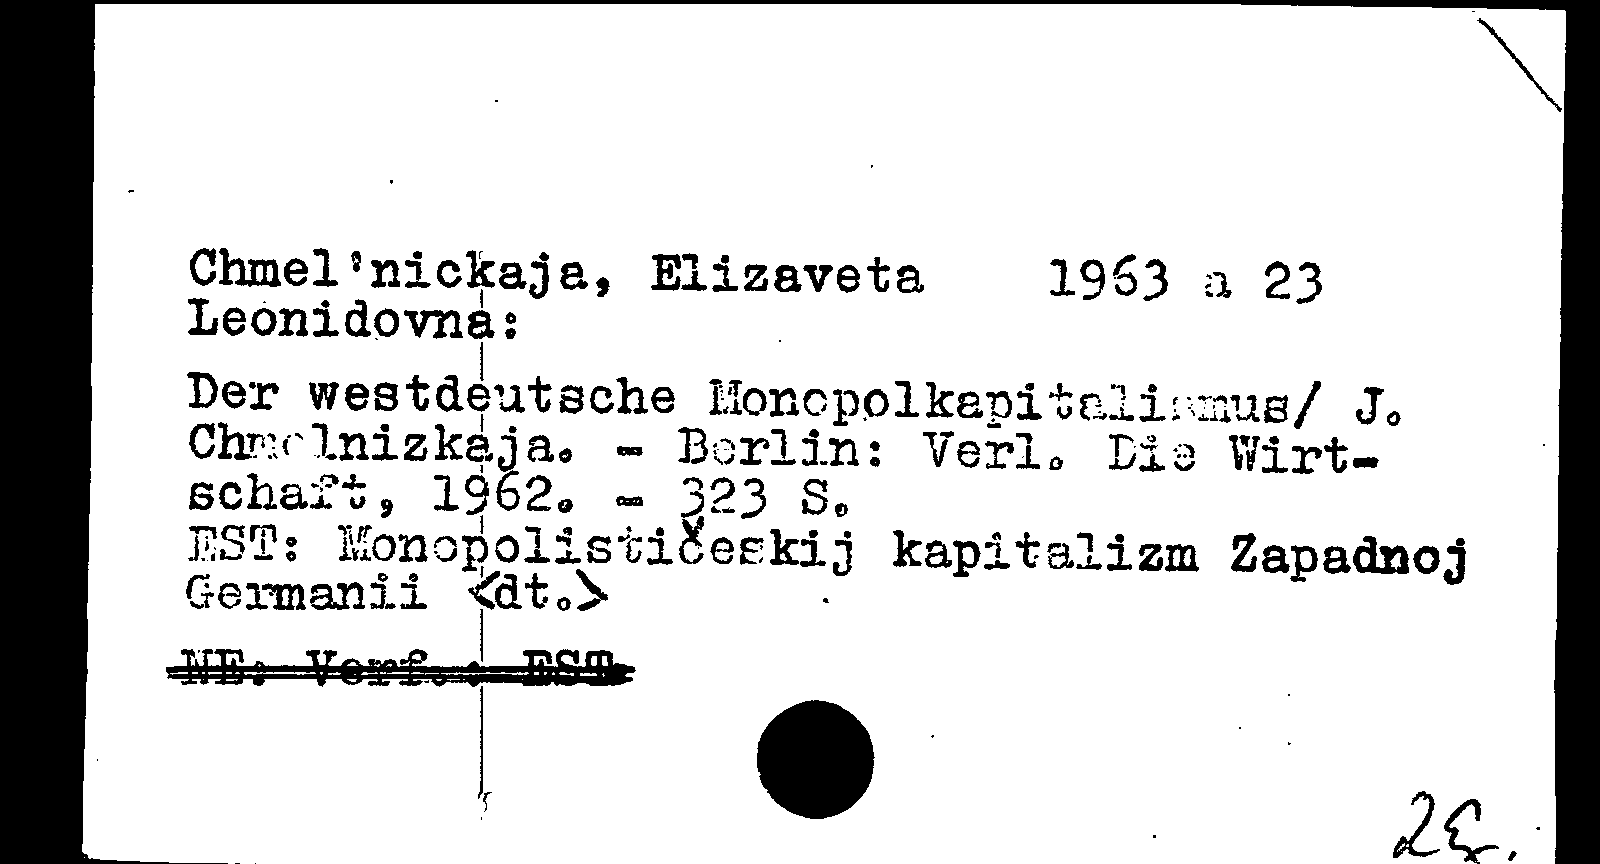 Chmel'nickaja, Elizaveta 1963 a 23
Leonidovna:
Der westdeutsche Monopolkapitalismus/ J.
Chmelnizkaja. - Berlin: Verl. Die Wirt-
schaft, 1962. - 323 S.
EST: Monopolističeskij kapitalizm Zapadnoj
Germanii <dt.>
NE: Verf.: EST